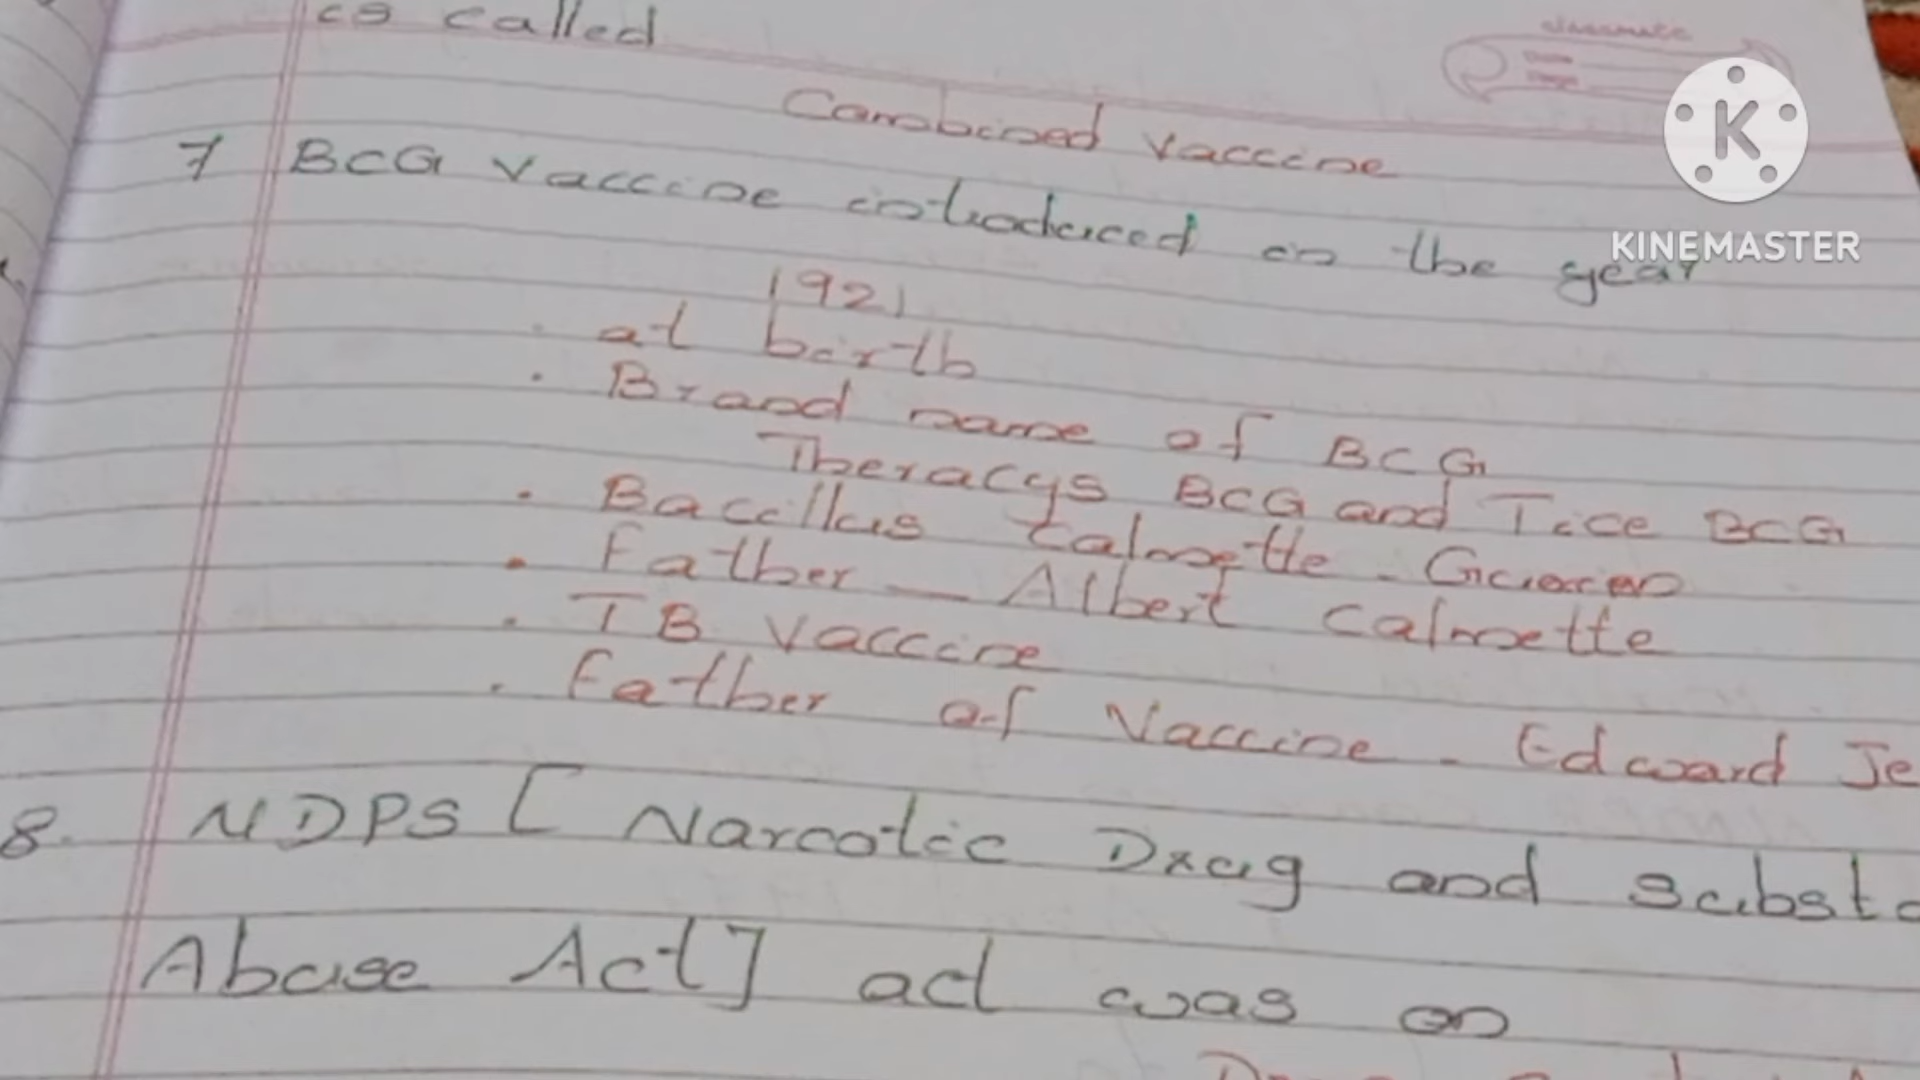 is called
classmate
Combined Vaccine
7 BCG Vaccine introduced in the year
1921
. at birth
. Brand name of BCG
Theracys BCG and Tice BCG
. Bacillus Calmette - Guerin
. Father - Albert Calmette
. TB Vaccine
. Father of Vaccine - Edward Je
8. NDPS [ Narcotic Drug and subst
Abuse Act] act was on
K
KINEMASTER